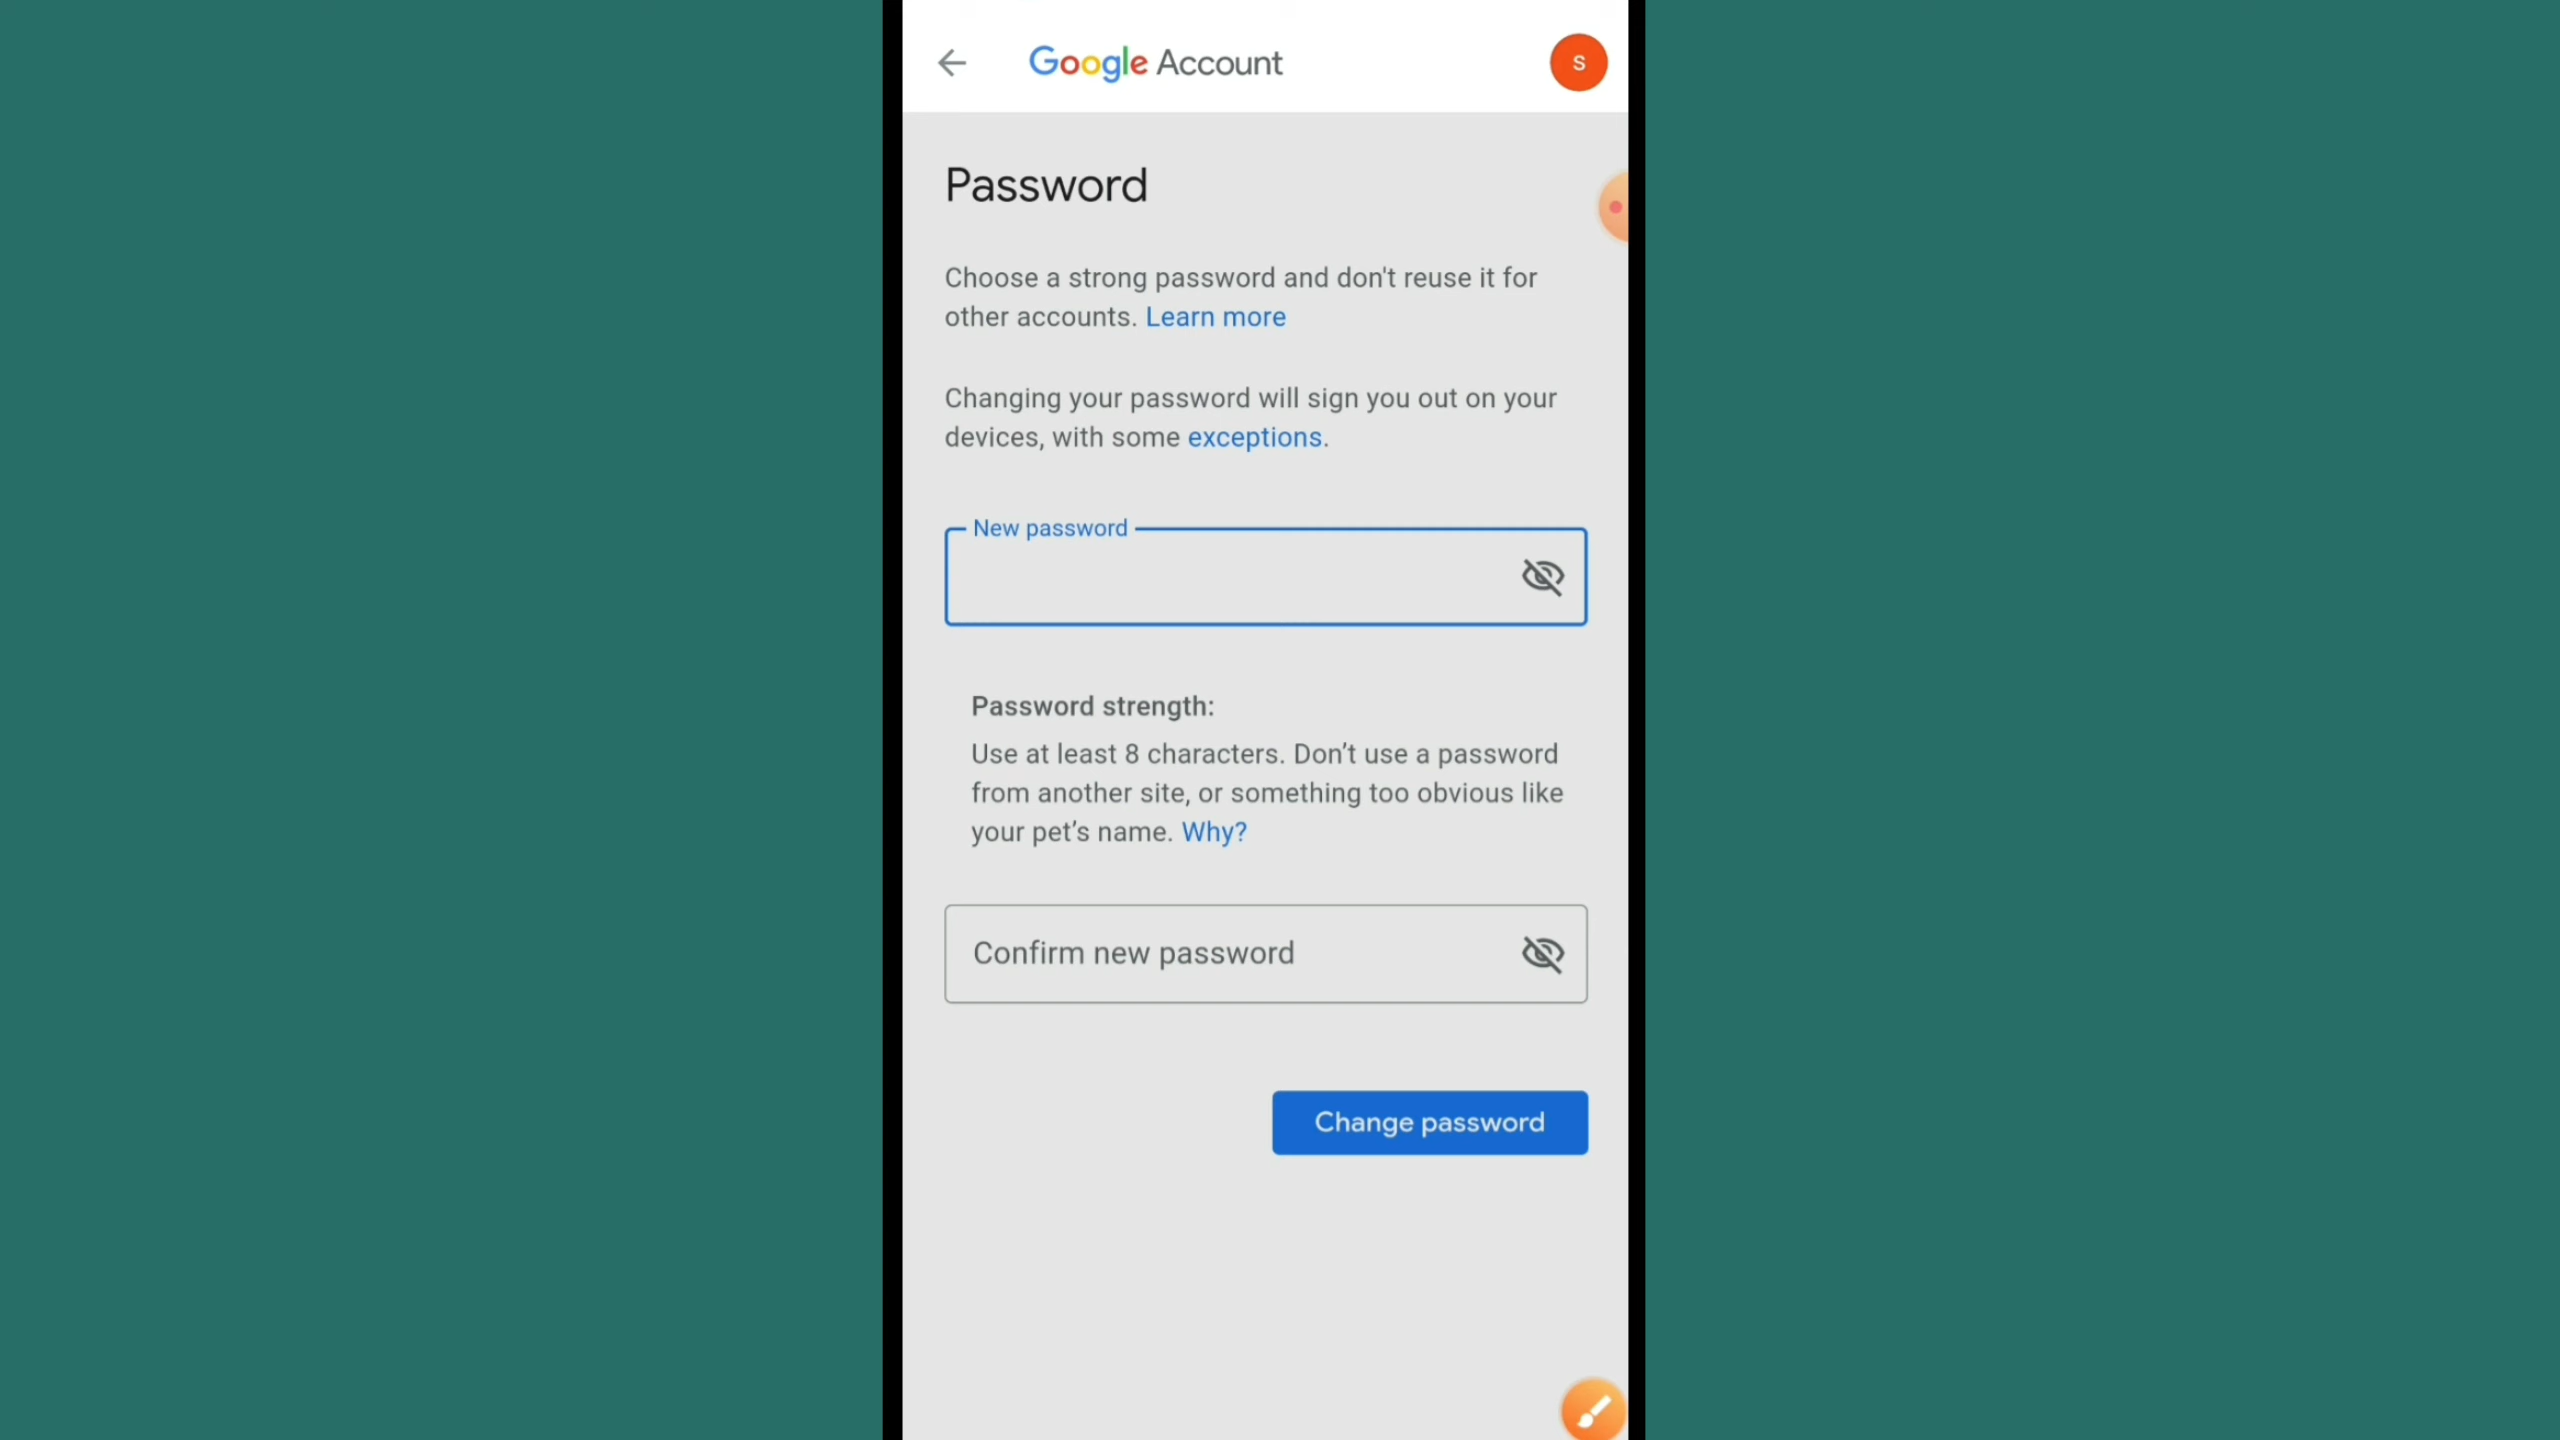 Google Account
S
Password
Choose a strong password and don't reuse it for
other accounts. Learn more
Changing your password will sign you out on your
devices, with some exceptions.
New password
Password strength:
Use at least 8 characters. Don’t use a password
from another site, or something too obvious like
your pet’s name. Why?
Confirm new password
Change password